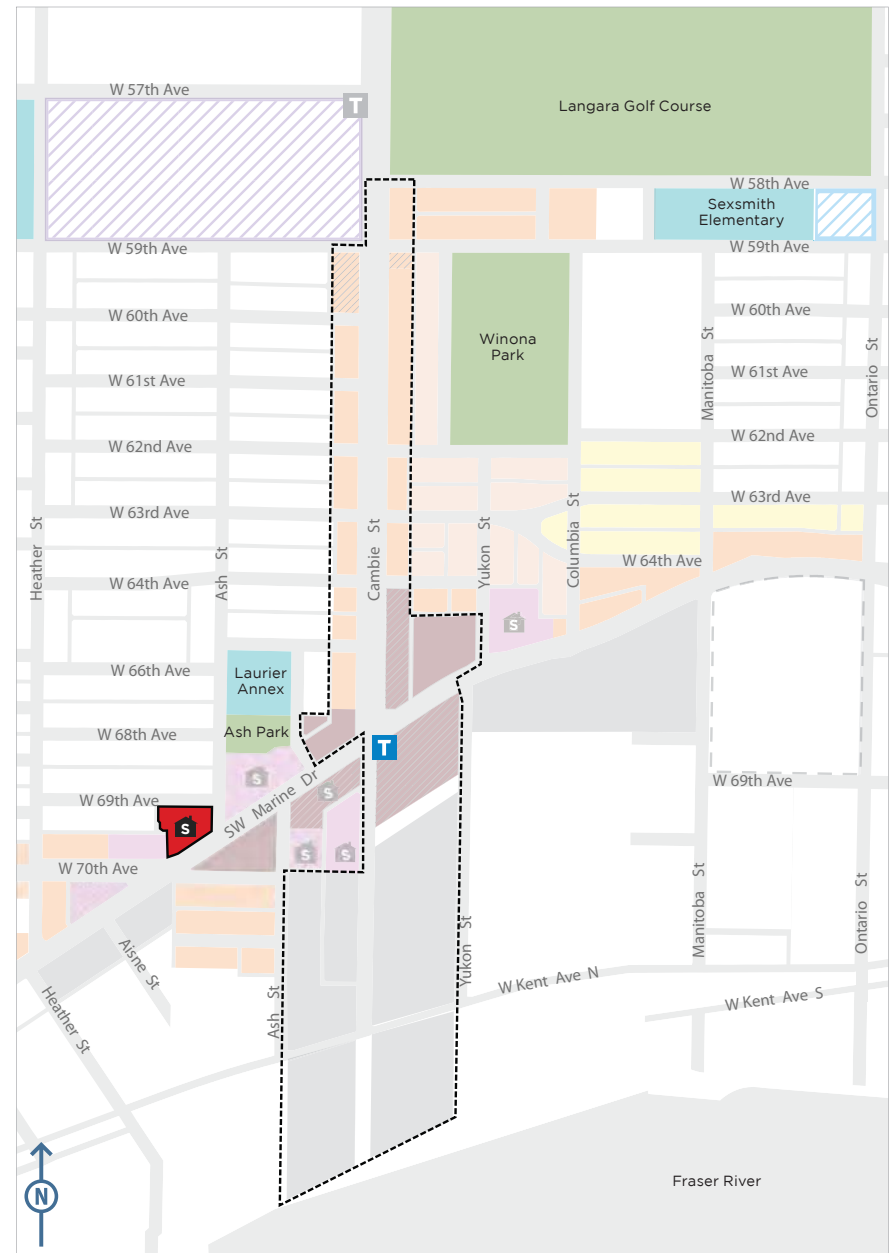 W 57th Ave
T
Langara Golf Course
W 58th Ave
Sexsmith
Elementary
W 59th Ave
W 59th Ave
W 60th Ave
W 60th Ave
Winona
Park
Manitoba St
Ontario St
W 61st Ave
W 61st Ave
W 62nd Ave
W 62nd Ave
W 63rd Ave
W 63rd Ave
Heather St
Ash St
Cambie St
Yukon St
Columbia St
W 64th Ave
W 64th Ave
S
W 66th Ave
Laurier
Annex
W 68th Ave
Ash Park
T
S
S
SW Marine Dr
W 69th Ave
W 69th Ave
S
S
S
W 70th Ave
Aisne St
Heather St
Ash St
Yukon St
Manitoba St
Ontario St
W Kent Ave N
W Kent Ave S
Fraser River
N